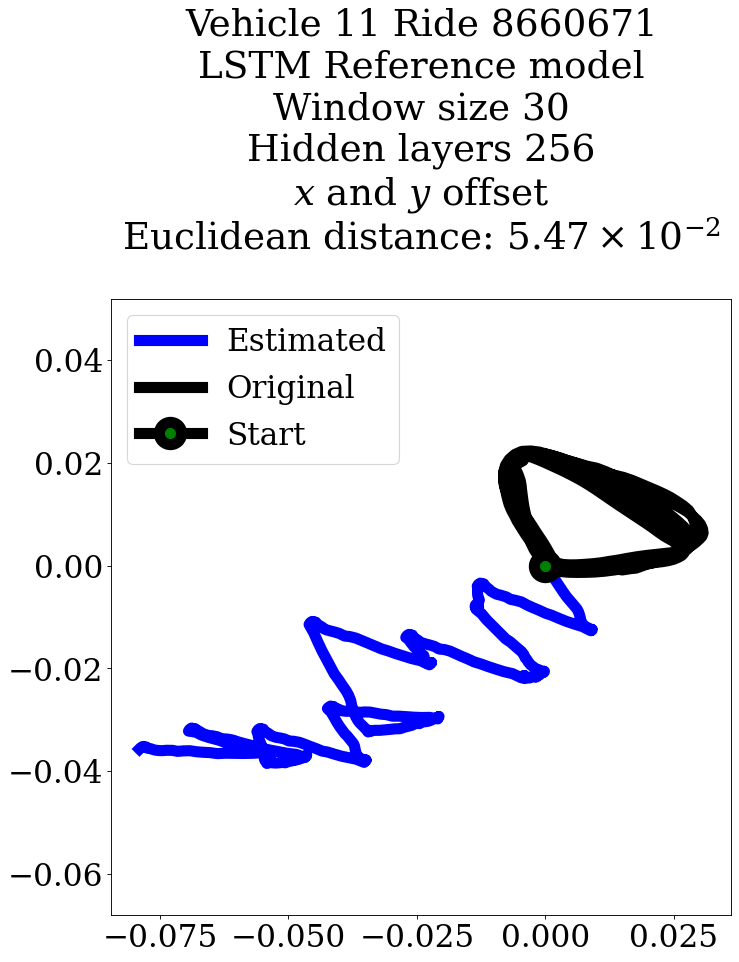 Vehicle 11 Ride 8660671
LSTM Reference model
Window size 30
Hidden layers 256
x and y offset
Euclidean distance: 5.47 × 10⁻²
Estimated
Original
Start
0.04
0.02
0.00
−0.02
−0.04
−0.06
−0.075 −0.050 −0.025 0.000 0.025